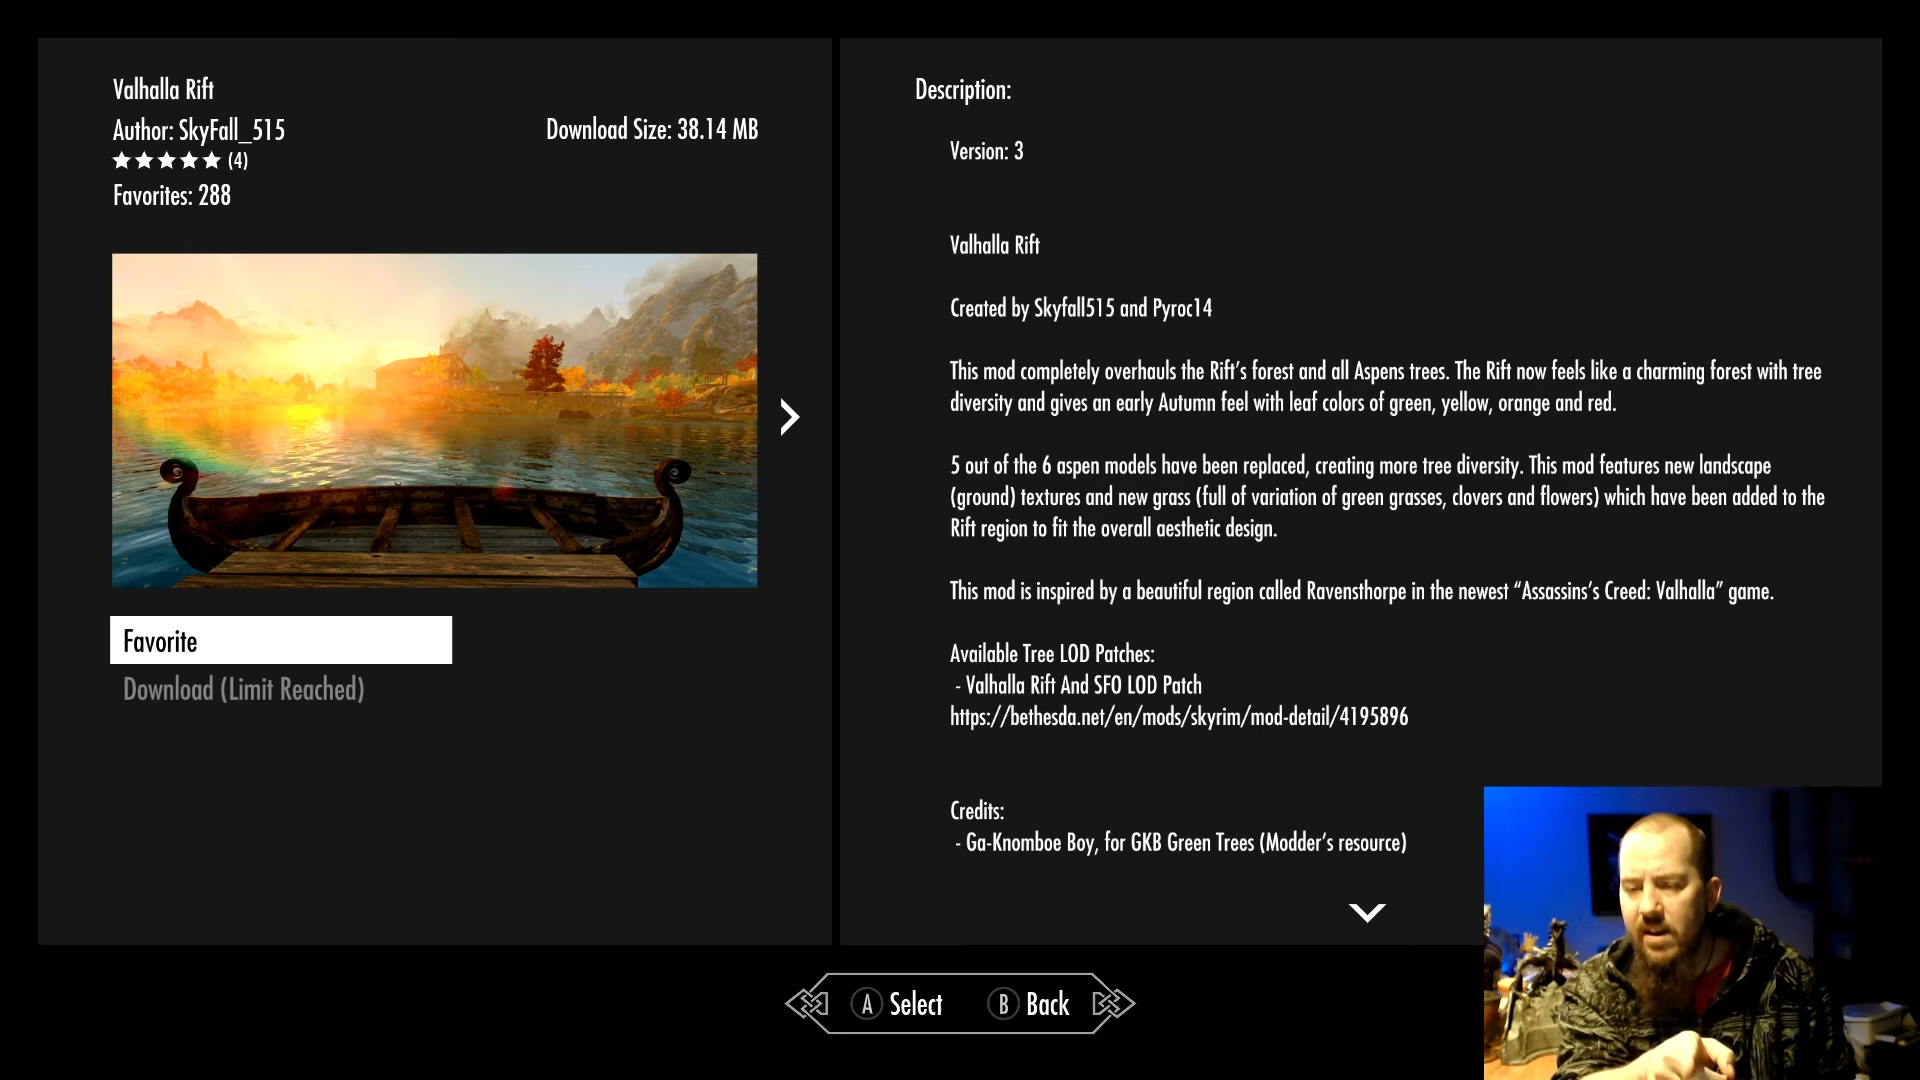 Valhalla Rift
Author: SkyFall_515
Download Size: 38.14 MB
(4)
Favorites: 288
Favorite
Download (Limit Reached)
Description:
Version: 3
Valhalla Rift
Created by Skyfall515 and Pyroc14
This mod completely overhauls the Rift's forest and all Aspens trees. The Rift now feels like a charming forest with tree
diversity and gives an early Autumn feel with leaf colors of green, yellow, orange and red.
5 out of the 6 aspen models have been replaced, creating more tree diversity. This mod features new landscape
(ground) textures and new grass (full of variation of green grasses, clovers and flowers) which have been added to the
Rift region to fit the overall aesthetic design.
This mod is inspired by a beautiful region called Ravensthorpe in the newest “Assassins's Creed: Valhalla” game.
Available Tree LOD Patches:
- Valhalla Rift And SFO LOD Patch
https://bethesda.net/en/mods/skyrim/mod-detail/4195896
Credits:
- Ga-Knomboe Boy, for GKB Green Trees (Modder's resource)
A Select B Back